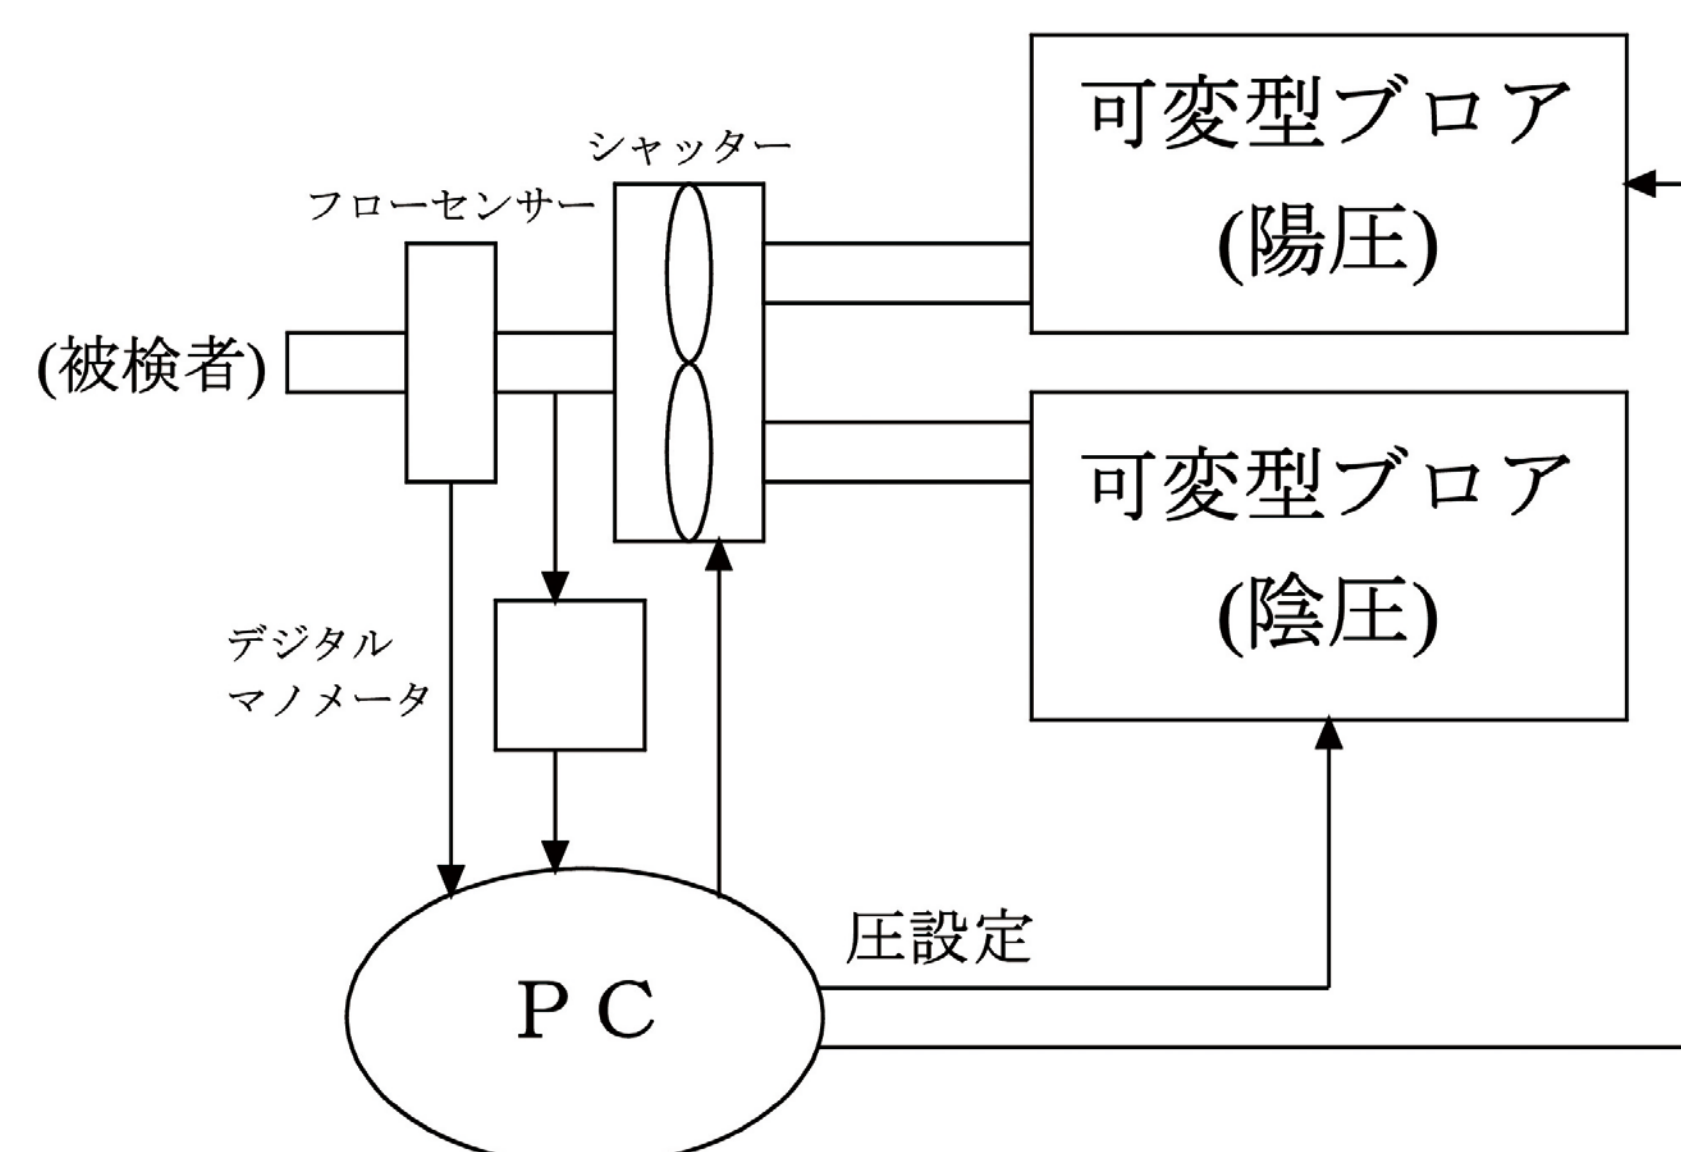 可変型ブロア
(陽圧)
シャッター
フローセンサー
(被検者)
可変型ブロア
(陰圧)
デジタル
マノメータ
圧設定
ＰＣ